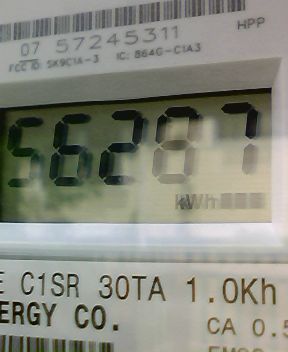 HPP
07 57245311
FCC ID: SK9C1A-3 IC: 864G-C1A3
56287
kWh
E C1SR 30TA 1.0Kh
ERGY CO.
CA 0.5